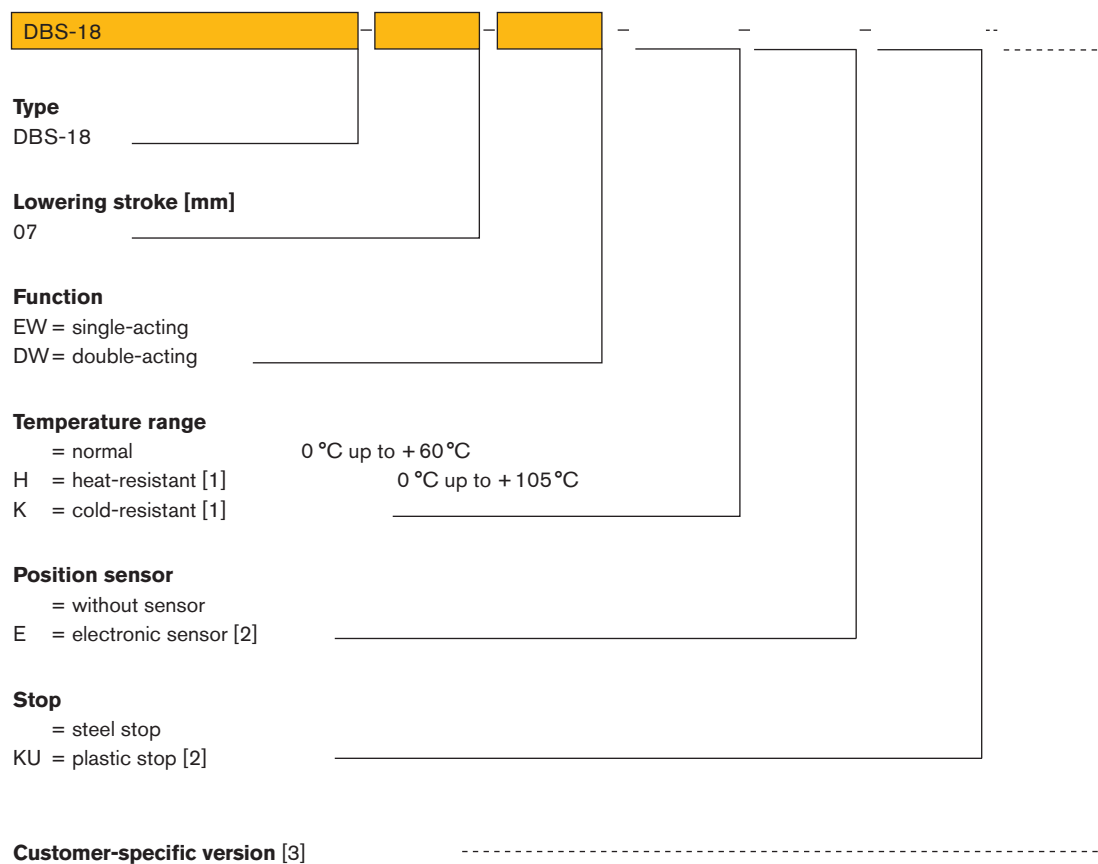 DBS-18 – – – – – --
Type
DBS-18
Lowering stroke [mm]
07
Function
EW = single-acting
DW = double-acting
Temperature range
= normal 0 °C up to +60 °C
H = heat-resistant [1] 0 °C up to +105 °C
K = cold-resistant [1]
Position sensor
= without sensor
E = electronic sensor [2]
Stop
= steel stop
KU = plastic stop [2]
Customer-specific version [3]